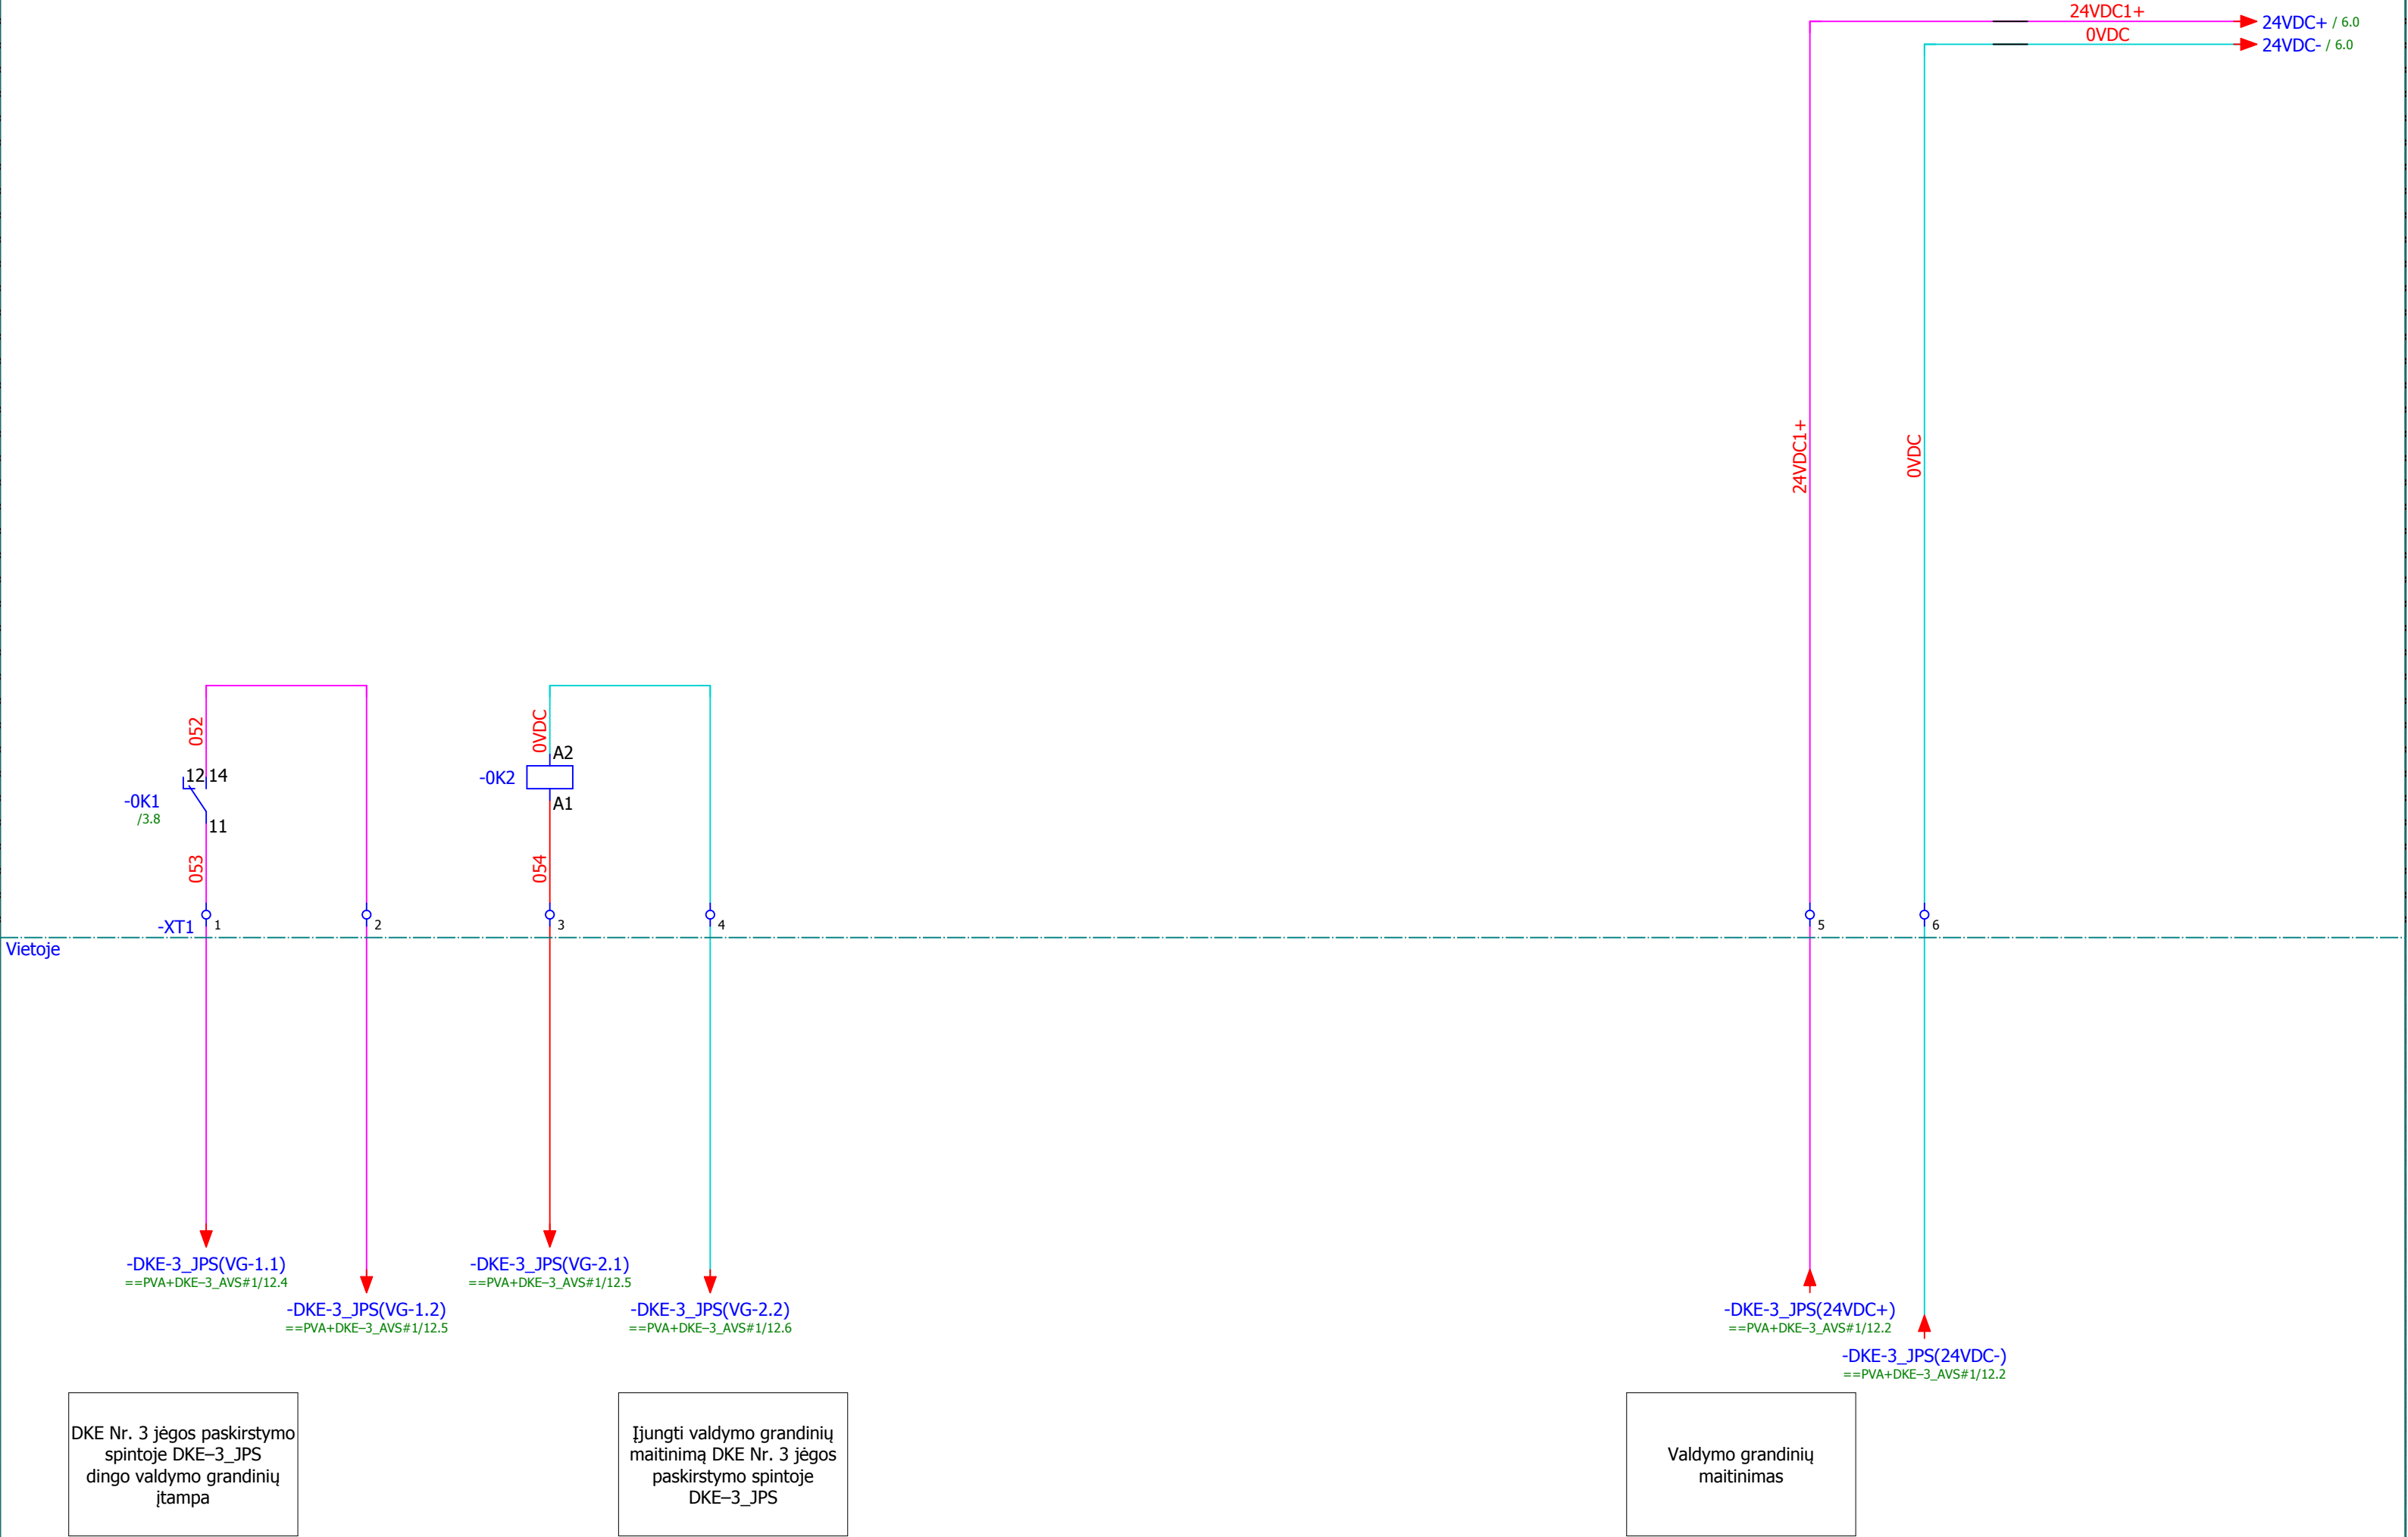 24VDC1+
24VDC+ / 6.0
0VDC
24VDC- / 6.0
24VDC1+
0VDC
052
0VDC
12 14
-0K1
/3.8
11
A2
-0K2
A1
053
054
-XT1
1
2
3
4
5
6
Vietoje
-DKE-3_JPS(VG-1.1)
==PVA+DKE–3_AVS#1/12.4
-DKE-3_JPS(VG-1.2)
==PVA+DKE–3_AVS#1/12.5
-DKE-3_JPS(VG-2.1)
==PVA+DKE–3_AVS#1/12.5
-DKE-3_JPS(VG-2.2)
==PVA+DKE–3_AVS#1/12.6
-DKE-3_JPS(24VDC+)
==PVA+DKE–3_AVS#1/12.2
-DKE-3_JPS(24VDC-)
==PVA+DKE–3_AVS#1/12.2
DKE Nr. 3 jėgos paskirstymo
spintoje DKE–3_JPS
dingo valdymo grandinių
įtampa
Įjungti valdymo grandinių
maitinimą DKE Nr. 3 jėgos
paskirstymo spintoje
DKE–3_JPS
Valdymo grandinių
maitinimas